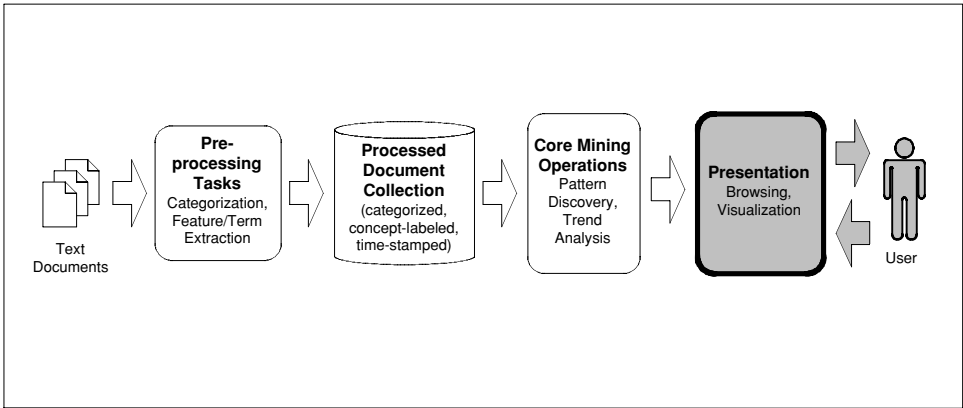 Text
Documents
Pre-
processing
Tasks
Categorization,
Feature/Term
Extraction
Processed
Document
Collection
(categorized,
concept-labeled,
time-stamped)
Core Mining
Operations
Pattern
Discovery,
Trend
Analysis
Presentation
Browsing,
Visualization
User